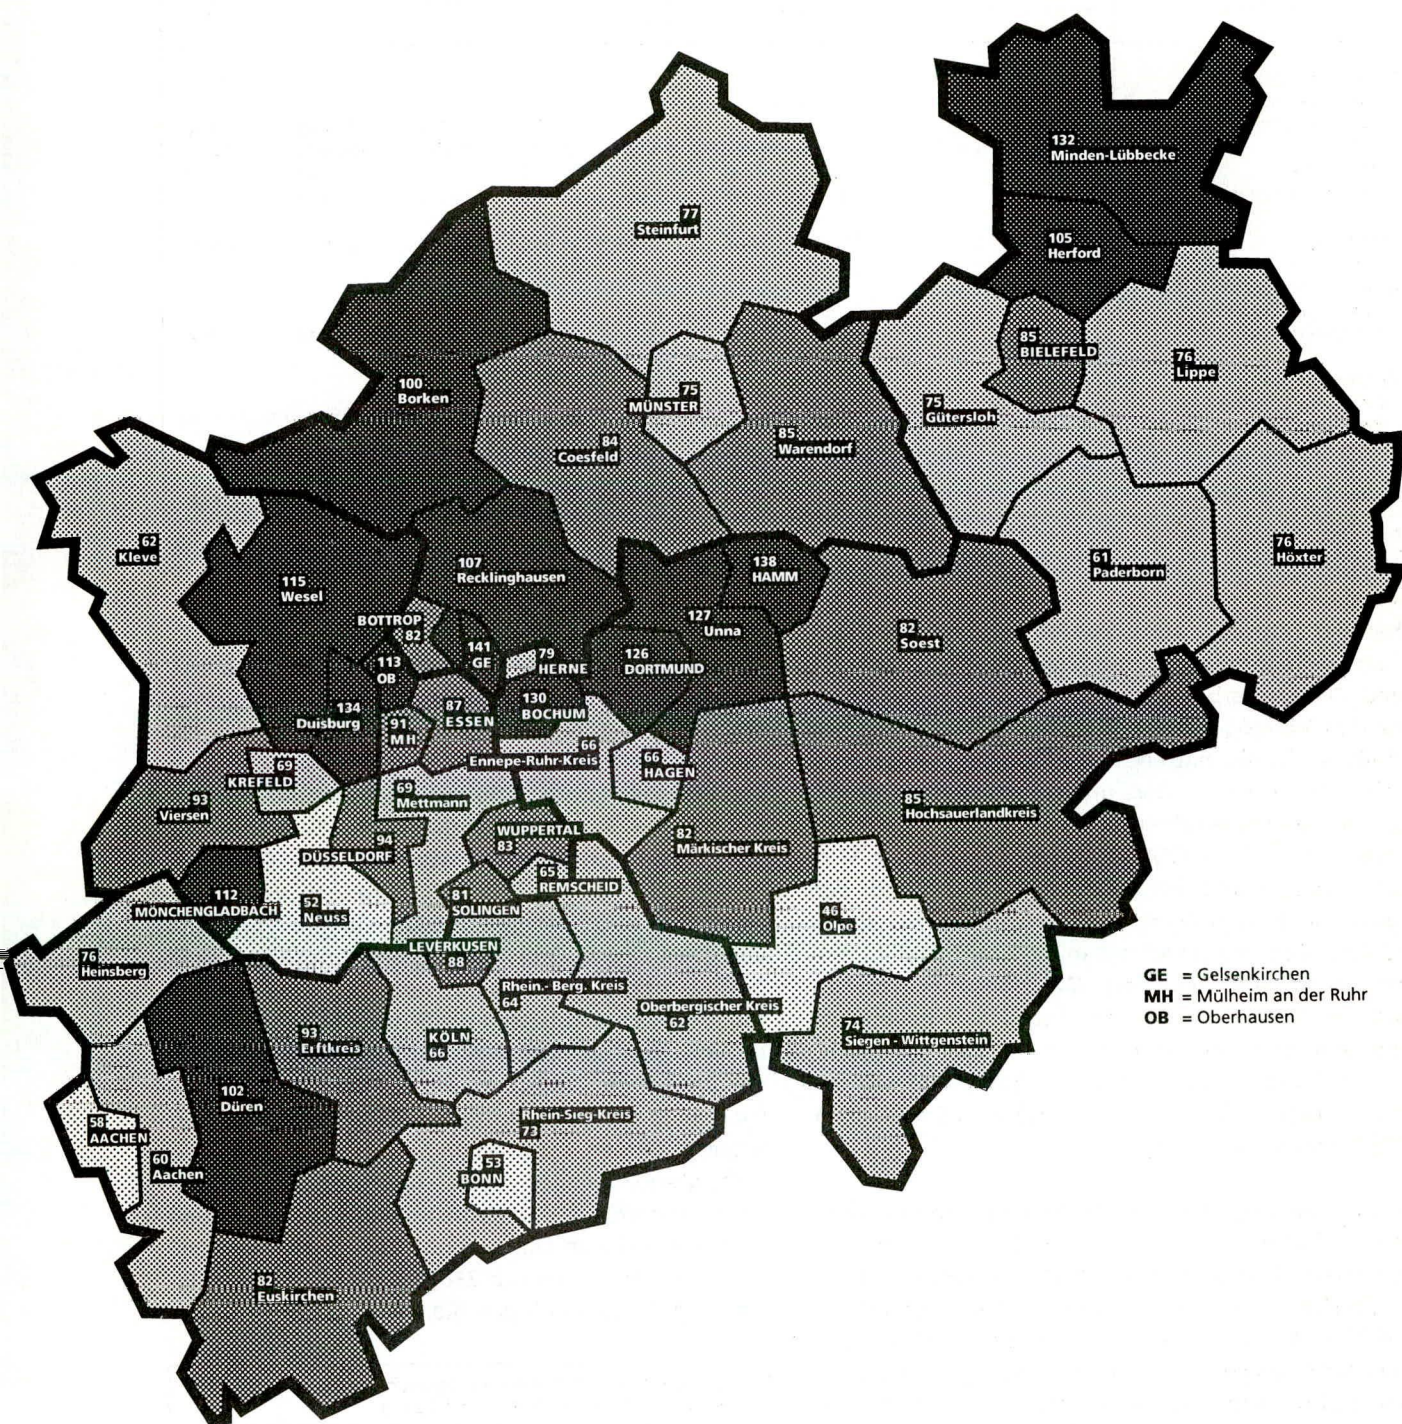 132
Minden-Lübbecke
77
Steinfurt
105
Herford
85
BIELEFELD
76
Lippe
100
Borken
75
MÜNSTER
75
Gütersloh
84
Coesfeld
85
Warendorf
62
Kleve
76
Höxter
61
Paderborn
115
Wesel
107
Recklinghausen
138
HAMM
127
Unna
82
Soest
BOTTROP
82
141
GE
79
HERNE
126
DORTMUND
113
OB
134
Duisburg
87
ESSEN
130
BOCHUM
91
MH
66
Ennepe-Ruhr-Kreis
66
HAGEN
69
KREFELD
69
Mettmann
93
Viersen
85
Hochsauerlandkreis
94
DÜSSELDORF
WUPPERTAL
83
82
Märkischer Kreis
65
REMSCHEID
112
MÖNCHENGLADBACH
52
Neuss
81
SOLINGEN
46
Olpe
LEVERKUSEN
88
76
Heinsberg
Rhein.- Berg. Kreis
64
Oberbergischer Kreis
62
GE = Gelsenkirchen
MH = Mülheim an der Ruhr
OB = Oberhausen
93
Erftkreis
KÖLN
66
74
Siegen - Wittgenstein
102
Düren
58
AACHEN
60
Aachen
Rhein-Sieg-Kreis
73
53
BONN
82
Euskirchen